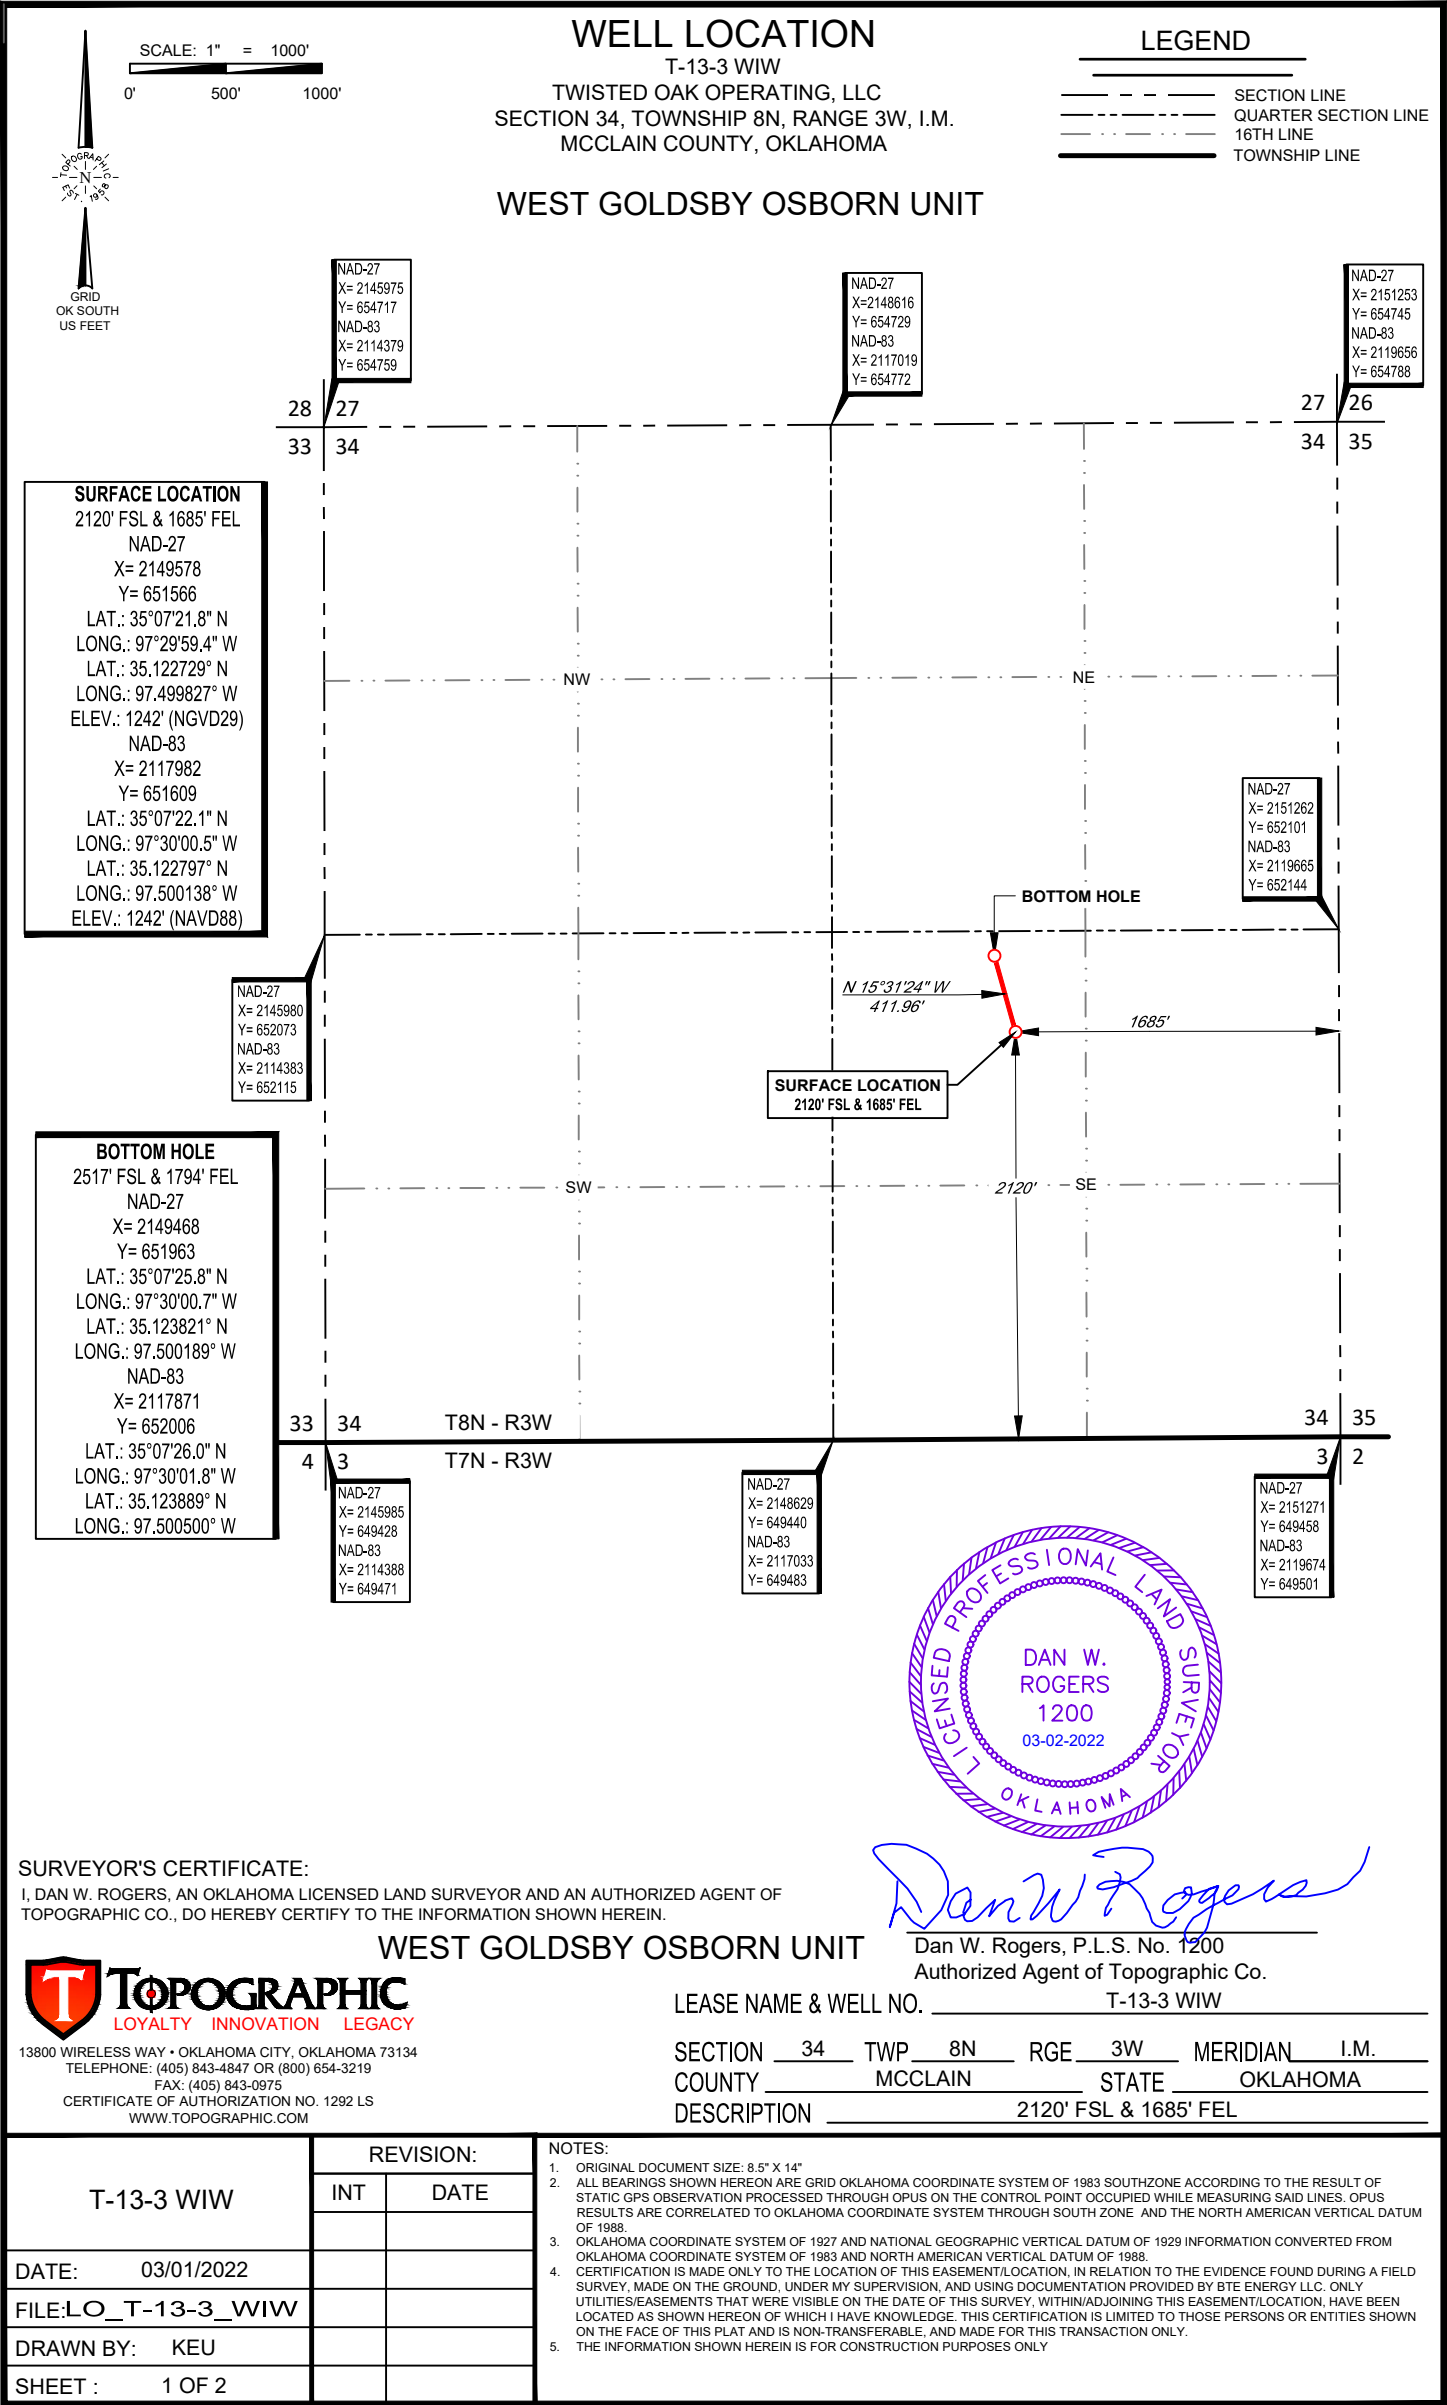 WELL LOCATION
T-13-3 WIW
TWISTED OAK OPERATING, LLC
SECTION 34, TOWNSHIP 8N, RANGE 3W, I.M.
MCCLAIN COUNTY, OKLAHOMA
WEST GOLDSBY OSBORN UNIT
SCALE: 1" = 1000'
0' 500' 1000'
TOPOGRAPHIC
N
EST. 1958
GRID
OK SOUTH
US FEET
LEGEND
SECTION LINE
QUARTER SECTION LINE
16TH LINE
TOWNSHIP LINE
NAD-27
X= 2145975
Y= 654717
NAD-83
X= 2114379
Y= 654759
NAD-27
X=2148616
Y= 654729
NAD-83
X= 2117019
Y= 654772
NAD-27
X= 2151253
Y= 654745
NAD-83
X= 2119656
Y= 654788
28 27
33 34
27 26
34 35
SURFACE LOCATION
2120' FSL & 1685' FEL
NAD-27
X= 2149578
Y= 651566
LAT.: 35°07'21.8" N
LONG.: 97°29'59.4" W
LAT.: 35.122729° N
LONG.: 97.499827° W
ELEV.: 1242' (NGVD29)
NAD-83
X= 2117982
Y= 651609
LAT.: 35°07'22.1" N
LONG.: 97°30'00.5" W
LAT.: 35.122797° N
LONG.: 97.500138° W
ELEV.: 1242' (NAVD88)
NW
NE
NAD-27
X= 2151262
Y= 652101
NAD-83
X= 2119665
Y= 652144
BOTTOM HOLE
N 15°31'24" W
411.96'
1685'
SURFACE LOCATION
2120' FSL & 1685' FEL
NAD-27
X= 2145980
Y= 652073
NAD-83
X= 2114383
Y= 652115
SW
2120'
SE
BOTTOM HOLE
2517' FSL & 1794' FEL
NAD-27
X= 2149468
Y= 651963
LAT.: 35°07'25.8" N
LONG.: 97°30'00.7" W
LAT.: 35.123821° N
LONG.: 97.500189° W
NAD-83
X= 2117871
Y= 652006
LAT.: 35°07'26.0" N
LONG.: 97°30'01.8" W
LAT.: 35.123889° N
LONG.: 97.500500° W
33 34
4 3
T8N - R3W
T7N - R3W
34 35
3 2
NAD-27
X= 2145985
Y= 649428
NAD-83
X= 2114388
Y= 649471
NAD-27
X= 2148629
Y= 649440
NAD-83
X= 2117033
Y= 649483
NAD-27
X= 2151271
Y= 649458
NAD-83
X= 2119674
Y= 649501
LICENSED PROFESSIONAL LAND SURVEYOR
DAN W.
ROGERS
1200
03-02-2022
OKLAHOMA
SURVEYOR'S CERTIFICATE:
I, DAN W. ROGERS, AN OKLAHOMA LICENSED LAND SURVEYOR AND AN AUTHORIZED AGENT OF
TOPOGRAPHIC CO., DO HEREBY CERTIFY TO THE INFORMATION SHOWN HEREIN.
Dan W Rogers
Dan W. Rogers, P.L.S. No. 1200
Authorized Agent of Topographic Co.
WEST GOLDSBY OSBORN UNIT
T TOPOGRAPHIC
LOYALTY INNOVATION LEGACY
13800 WIRELESS WAY • OKLAHOMA CITY, OKLAHOMA 73134
TELEPHONE: (405) 843-4847 OR (800) 654-3219
FAX: (405) 843-0975
CERTIFICATE OF AUTHORIZATION NO. 1292 LS
WWW.TOPOGRAPHIC.COM
LEASE NAME & WELL NO. T-13-3 WIW
SECTION 34 TWP 8N RGE 3W MERIDIAN I.M.
COUNTY MCCLAIN STATE OKLAHOMA
DESCRIPTION 2120' FSL & 1685' FEL
T-13-3 WIW
DATE: 03/01/2022
FILE:LO_T-13-3_WIW
DRAWN BY: KEU
SHEET : 1 OF 2
REVISION:
INT DATE
NOTES:
1. ORIGINAL DOCUMENT SIZE: 8.5" X 14"
2. ALL BEARINGS SHOWN HEREON ARE GRID OKLAHOMA COORDINATE SYSTEM OF 1983 SOUTHZONE ACCORDING TO THE RESULT OF
STATIC GPS OBSERVATION PROCESSED THROUGH OPUS ON THE CONTROL POINT OCCUPIED WHILE MEASURING SAID LINES. OPUS
RESULTS ARE CORRELATED TO OKLAHOMA COORDINATE SYSTEM THROUGH SOUTH ZONE AND THE NORTH AMERICAN VERTICAL DATUM
OF 1988.
3. OKLAHOMA COORDINATE SYSTEM OF 1927 AND NATIONAL GEOGRAPHIC VERTICAL DATUM OF 1929 INFORMATION CONVERTED FROM
OKLAHOMA COORDINATE SYSTEM OF 1983 AND NORTH AMERICAN VERTICAL DATUM OF 1988.
4. CERTIFICATION IS MADE ONLY TO THE LOCATION OF THIS EASEMENT/LOCATION, IN RELATION TO THE EVIDENCE FOUND DURING A FIELD
SURVEY, MADE ON THE GROUND, UNDER MY SUPERVISION, AND USING DOCUMENTATION PROVIDED BY BTE ENERGY LLC. ONLY
UTILITIES/EASEMENTS THAT WERE VISIBLE ON THE DATE OF THIS SURVEY, WITHIN/ADJOINING THIS EASEMENT/LOCATION, HAVE BEEN
LOCATED AS SHOWN HEREON OF WHICH I HAVE KNOWLEDGE. THIS CERTIFICATION IS LIMITED TO THOSE PERSONS OR ENTITIES SHOWN
ON THE FACE OF THIS PLAT AND IS NON-TRANSFERABLE, AND MADE FOR THIS TRANSACTION ONLY.
5. THE INFORMATION SHOWN HEREIN IS FOR CONSTRUCTION PURPOSES ONLY